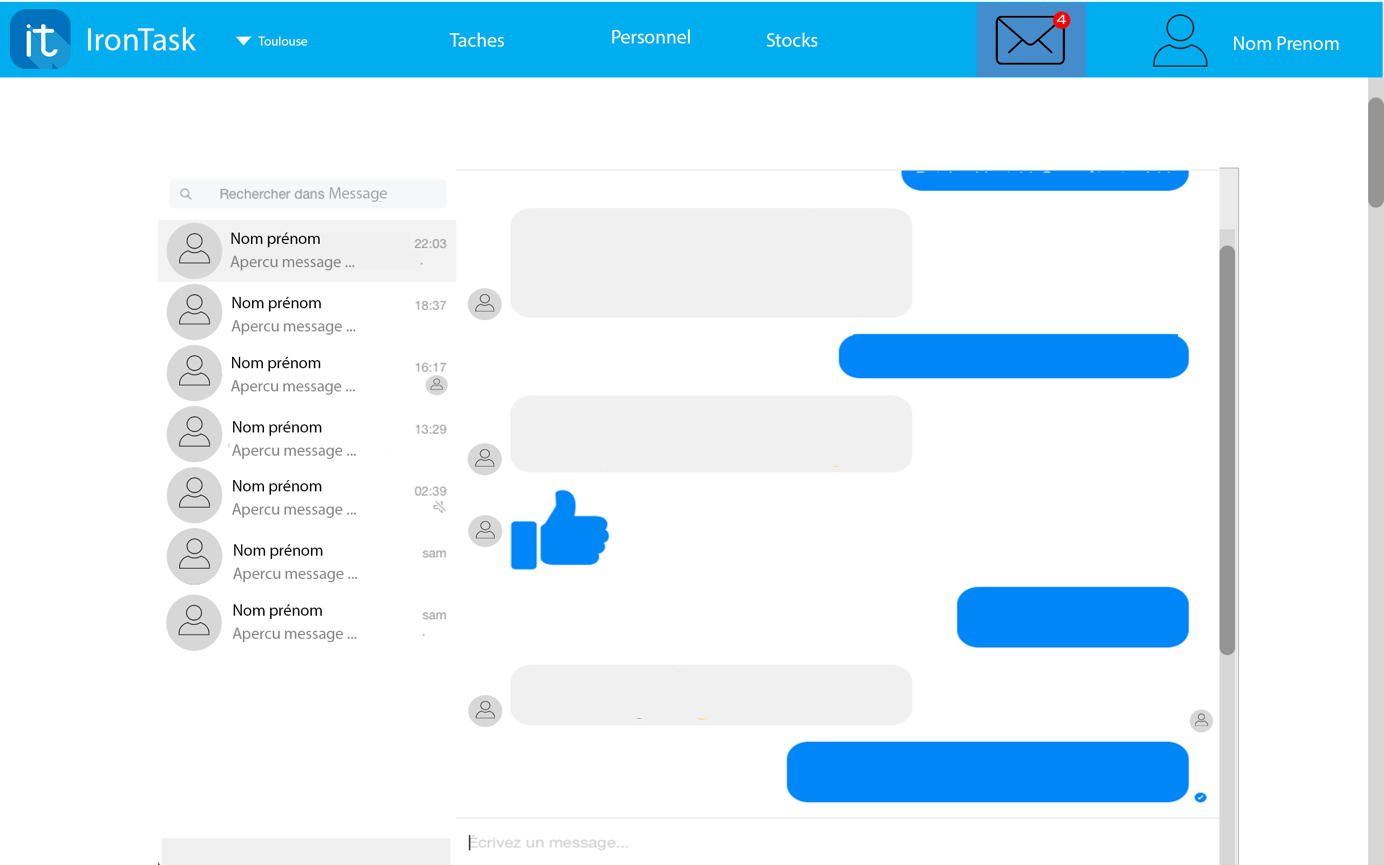 it IronTask Toulouse Taches Personnel Stocks 4 Nom Prenom
Rechercher dans Message
Nom prénom 22:03
Apercu message ...
Nom prénom 18:37
Apercu message ...
Nom prénom 16:17
Apercu message ...
Nom prénom 13:29
Apercu message ...
Nom prénom 02:39
Apercu message ...
Nom prénom sam
Apercu message ...
Nom prénom sam
Apercu message ...
Écrivez un message...